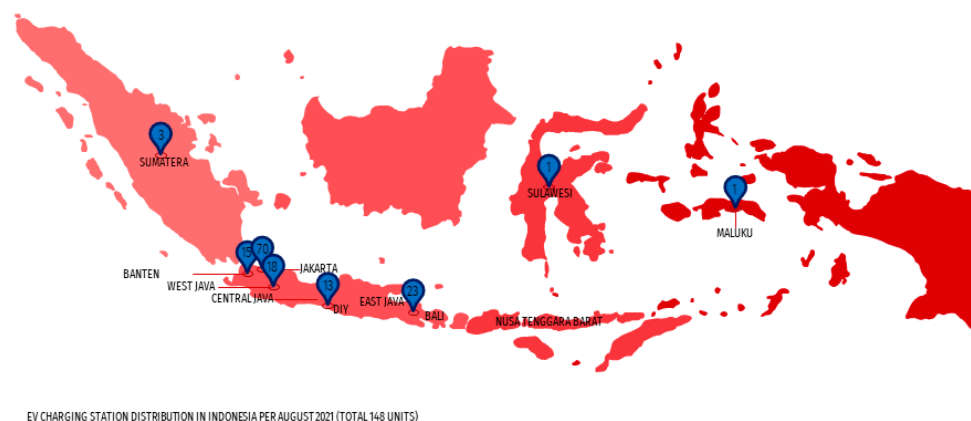 3
SUMATERA
1
SULAWESI
1
MALUKU
15
70
18
JAKARTA
BANTEN
WEST JAVA
13
23
CENTRAL JAVA
EAST JAVA
DIY
BALI
NUSA TENGGARA BARAT
EV CHARGING STATION DISTRIBUTION IN INDONESIA PER AUGUST 2021 (TOTAL 148 UNITS)